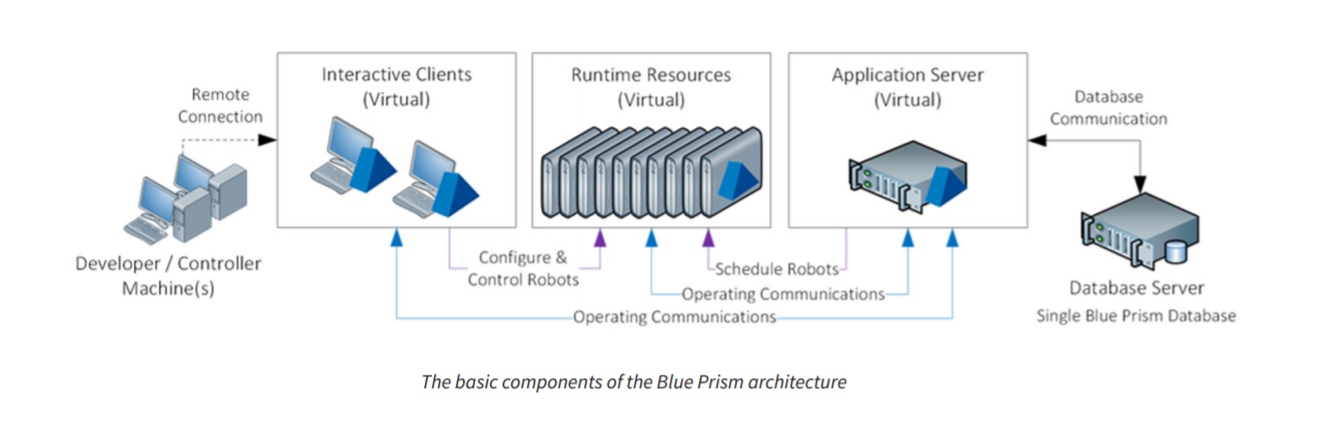 Remote
Connection
Developer / Controller
Machine(s)
Interactive Clients
(Virtual)
Runtime Resources
(Virtual)
Application Server
(Virtual)
Database
Communication
Configure &
Control Robots
Schedule Robots
Operating Communications
Operating Communications
Database Server
Single Blue Prism Database
The basic components of the Blue Prism architecture